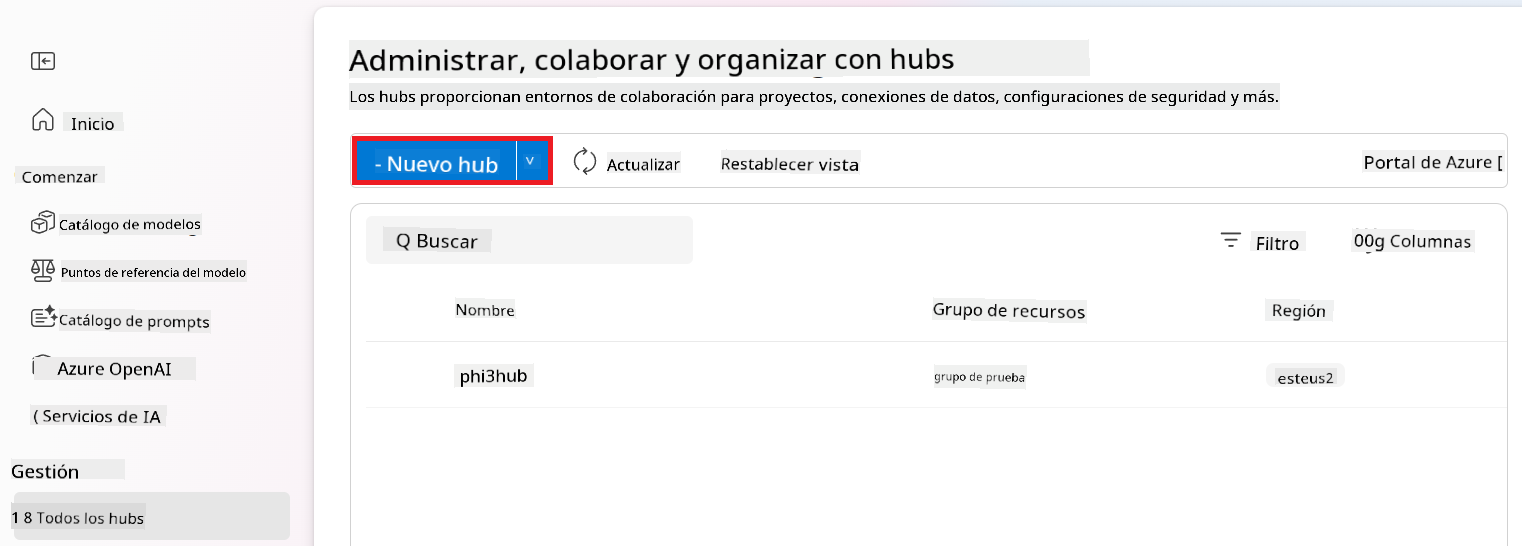 Inicio
Comenzar
Catálogo de modelos
Puntos de referencia del modelo
Catálogo de prompts
Azure OpenAI
( Servicios de IA
Gestión
1 8 Todos los hubs
Administrar, colaborar y organizar con hubs
Los hubs proporcionan entornos de colaboración para proyectos, conexiones de datos, configuraciones de seguridad y más.
- Nuevo hub v Actualizar Restablecer vista Portal de Azure [
Q Buscar Filtro 00g Columnas
Nombre Grupo de recursos Región
phi3hub grupo de prueba esteus2